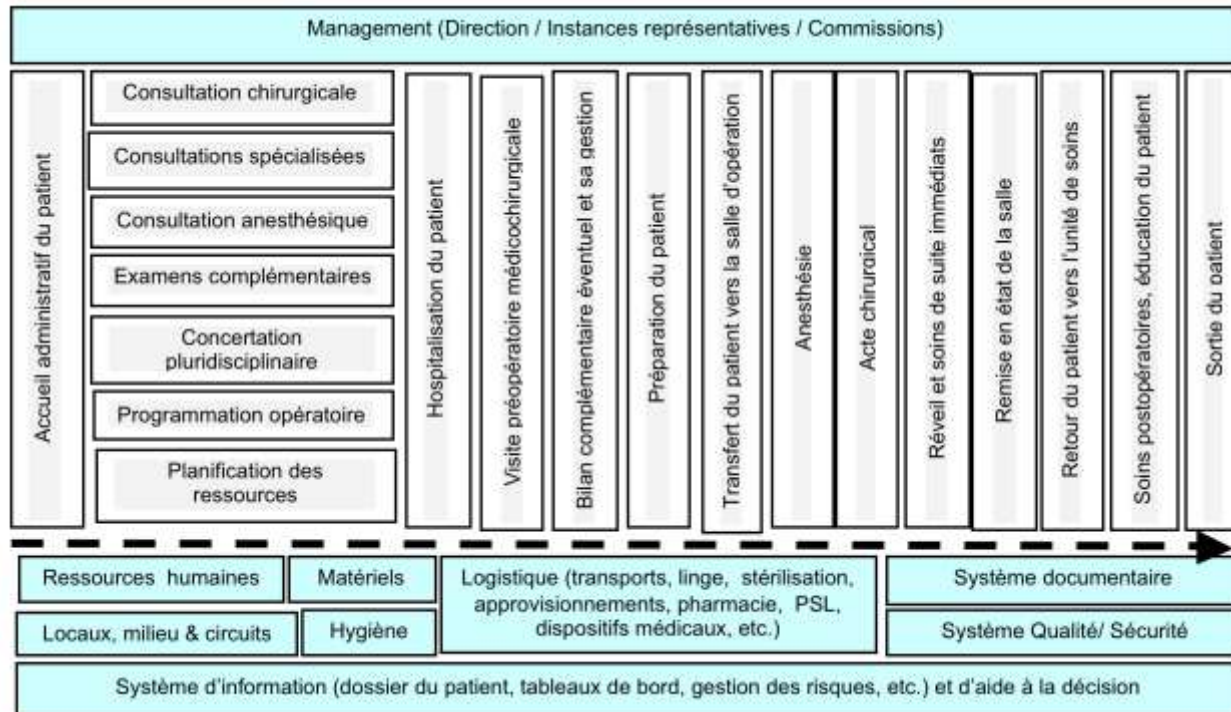 Management (Direction / Instances représentatives / Commissions)
Accueil administratif du patient
Consultation chirurgicale
Consultations spécialisées
Consultation anesthésique
Examens complémentaires
Concertation
pluridisciplinaire
Programmation opératoire
Planification des
ressources
Hospitalisation du patient
Visite préopératoire médicochirurgicale
Bilan complémentaire éventuel et sa gestion
Préparation du patient
Transfert du patient vers la salle d'opération
Anesthésie
Acte chirurgical
Réveil et soins de suite immédiats
Remise en état de la salle
Retour du patient vers l'unité de soins
Soins postopératoires, éducation du patient
Sortie du patient
Ressources humaines
Matériels
Logistique (transports, linge, stérilisation,
approvisionnements, pharmacie, PSL,
dispositifs médicaux, etc.)
Système documentaire
Locaux, milieu & circuits
Hygiène
Système Qualité/ Sécurité
Système d'information (dossier du patient, tableaux de bord, gestion des risques, etc.) et d'aide à la décision